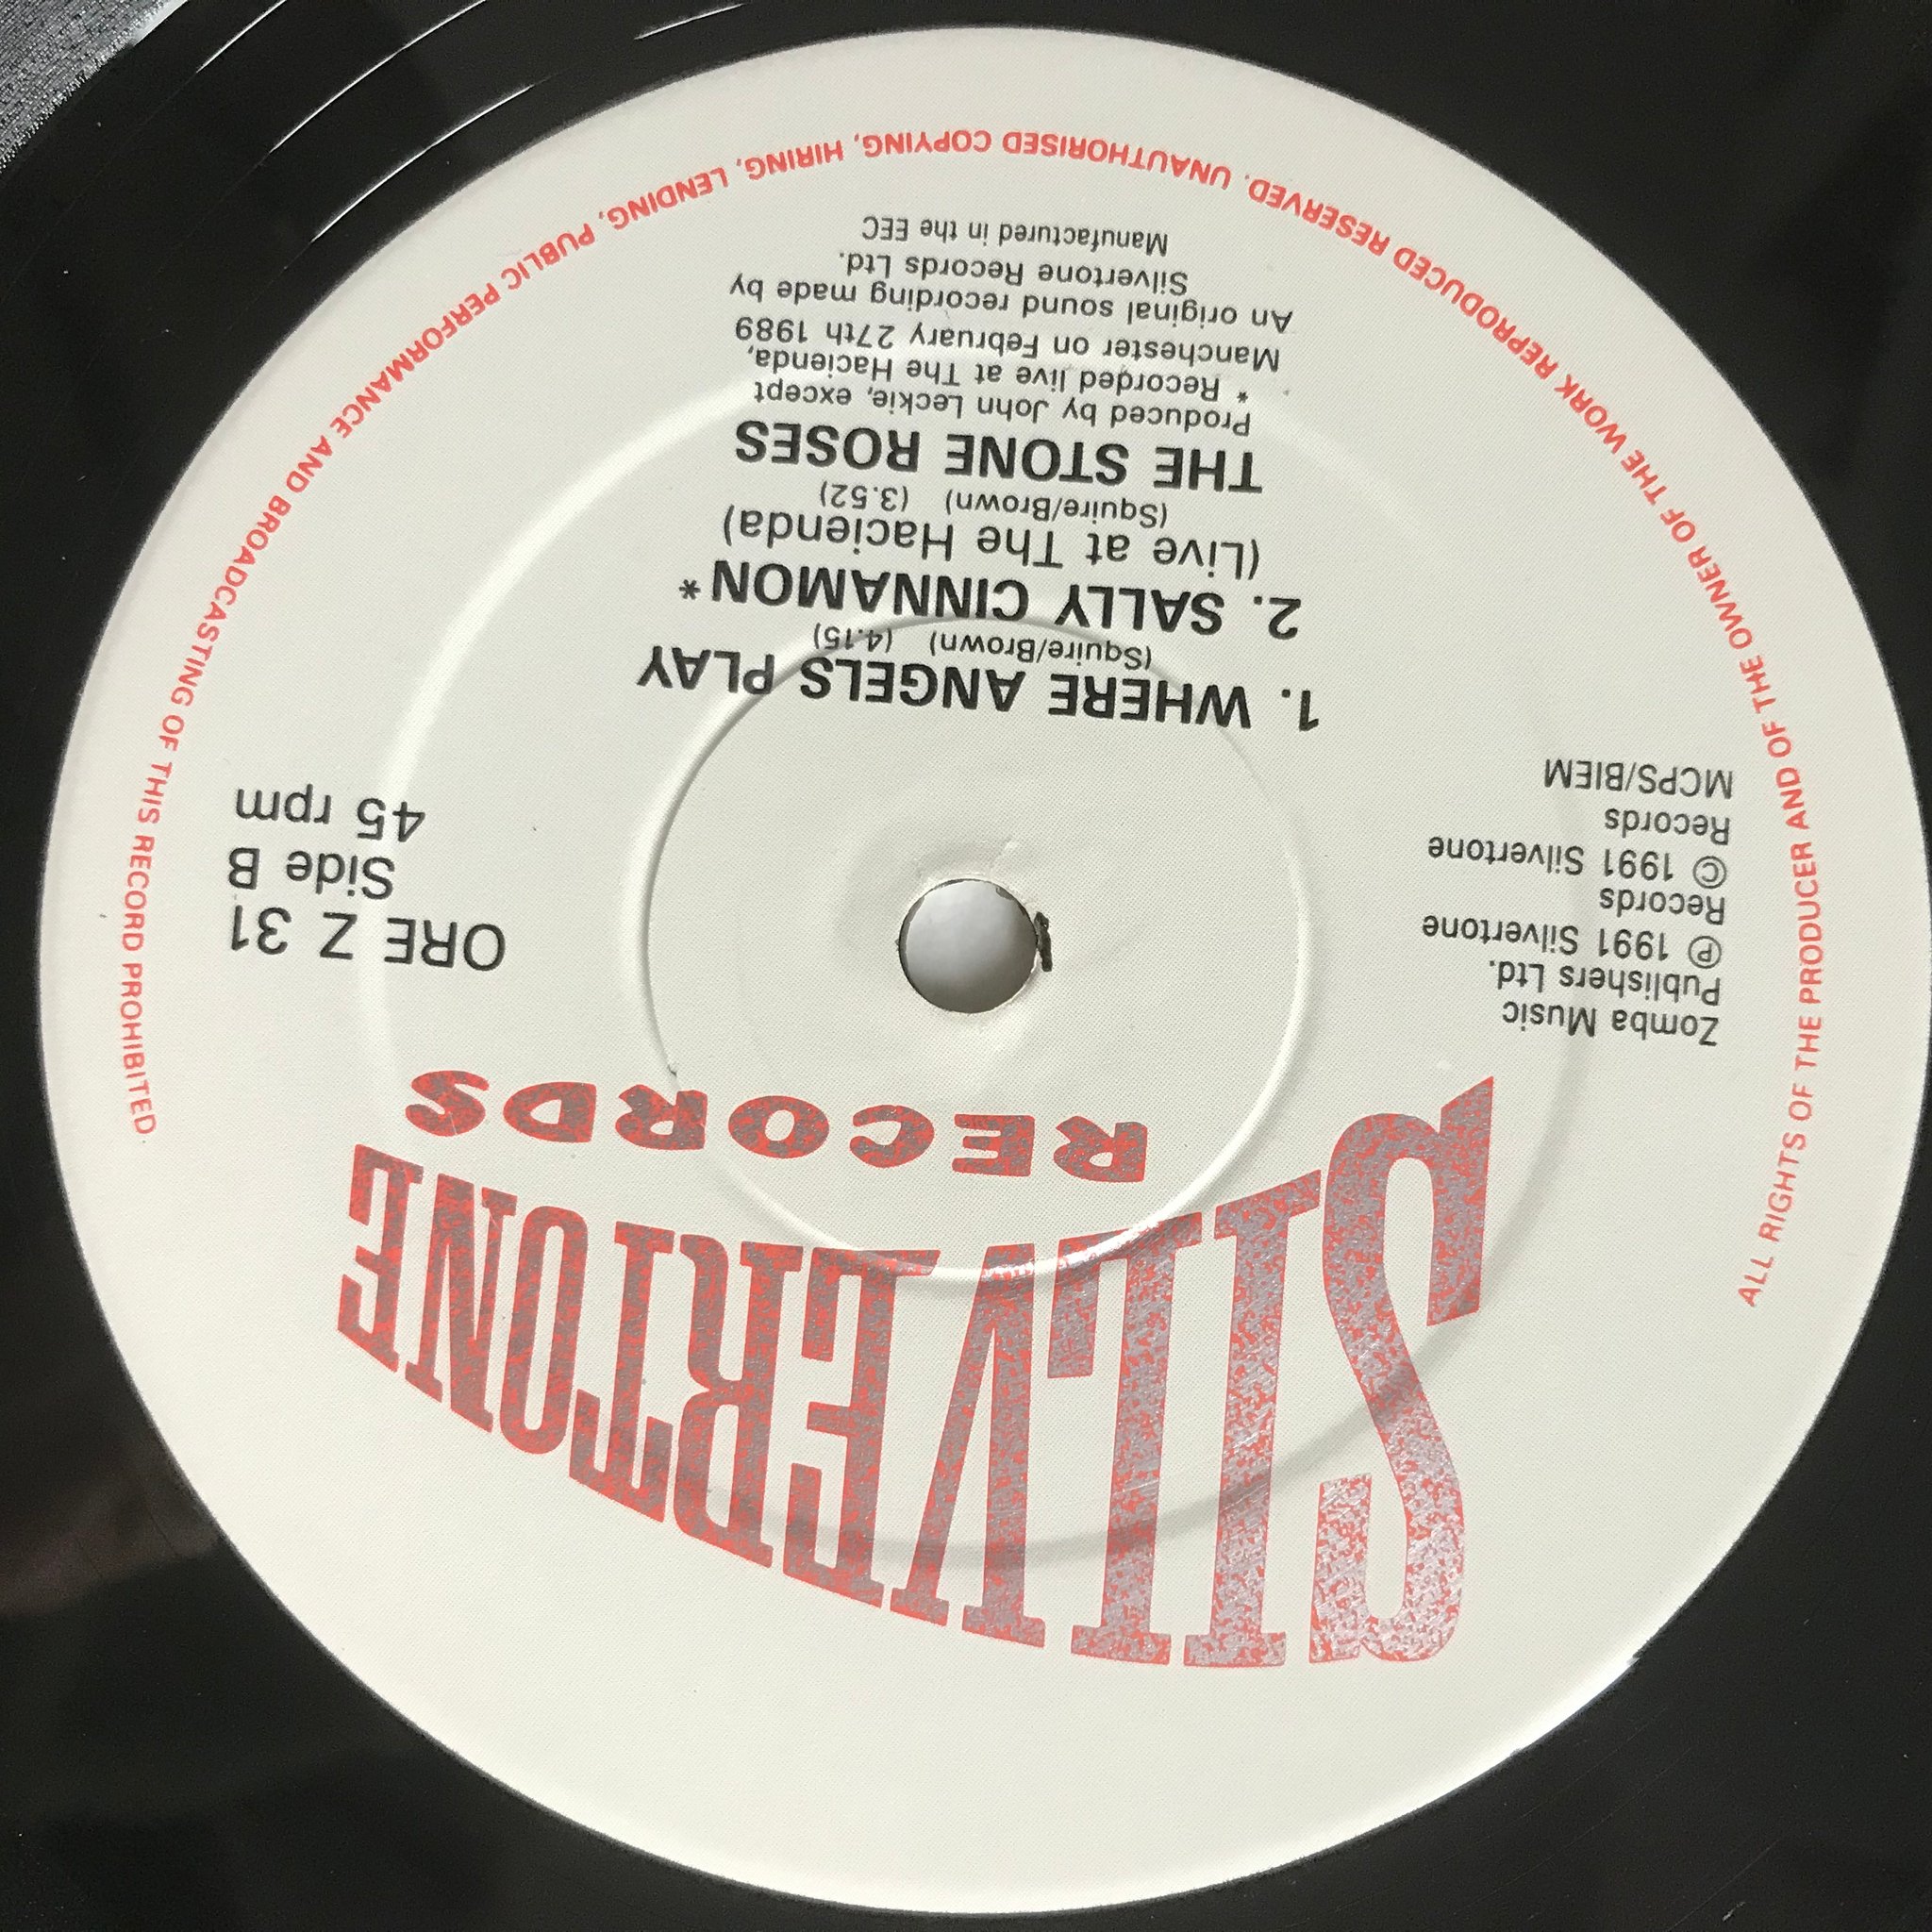 SILVERTONE
RECORDS
Zomba Music
Publishers Ltd.
℗ 1991 Silvertone
Records
© 1991 Silvertone
Records
MCPS/BIEM
ORE Z 31
Side B
45 rpm
1. WHERE ANGELS PLAY
(Squire/Brown) (4.15)
2. SALLY CINNAMON*
(Live at The Hacienda)
(Squire/Brown) (3.52)
THE STONE ROSES
Produced by John Leckie, except
* Recorded live at The Hacienda,
Manchester on February 27th 1989
An original sound recording made by
Silvertone Records Ltd.
Manufactured in the EEC
ALL RIGHTS OF THE PRODUCER AND OF THE OWNER OF THE WORK REPRODUCED RESERVED. UNAUTHORISED COPYING, HIRING, LENDING, PUBLIC PERFORMANCE AND BROADCASTING OF THIS RECORD PROHIBITED